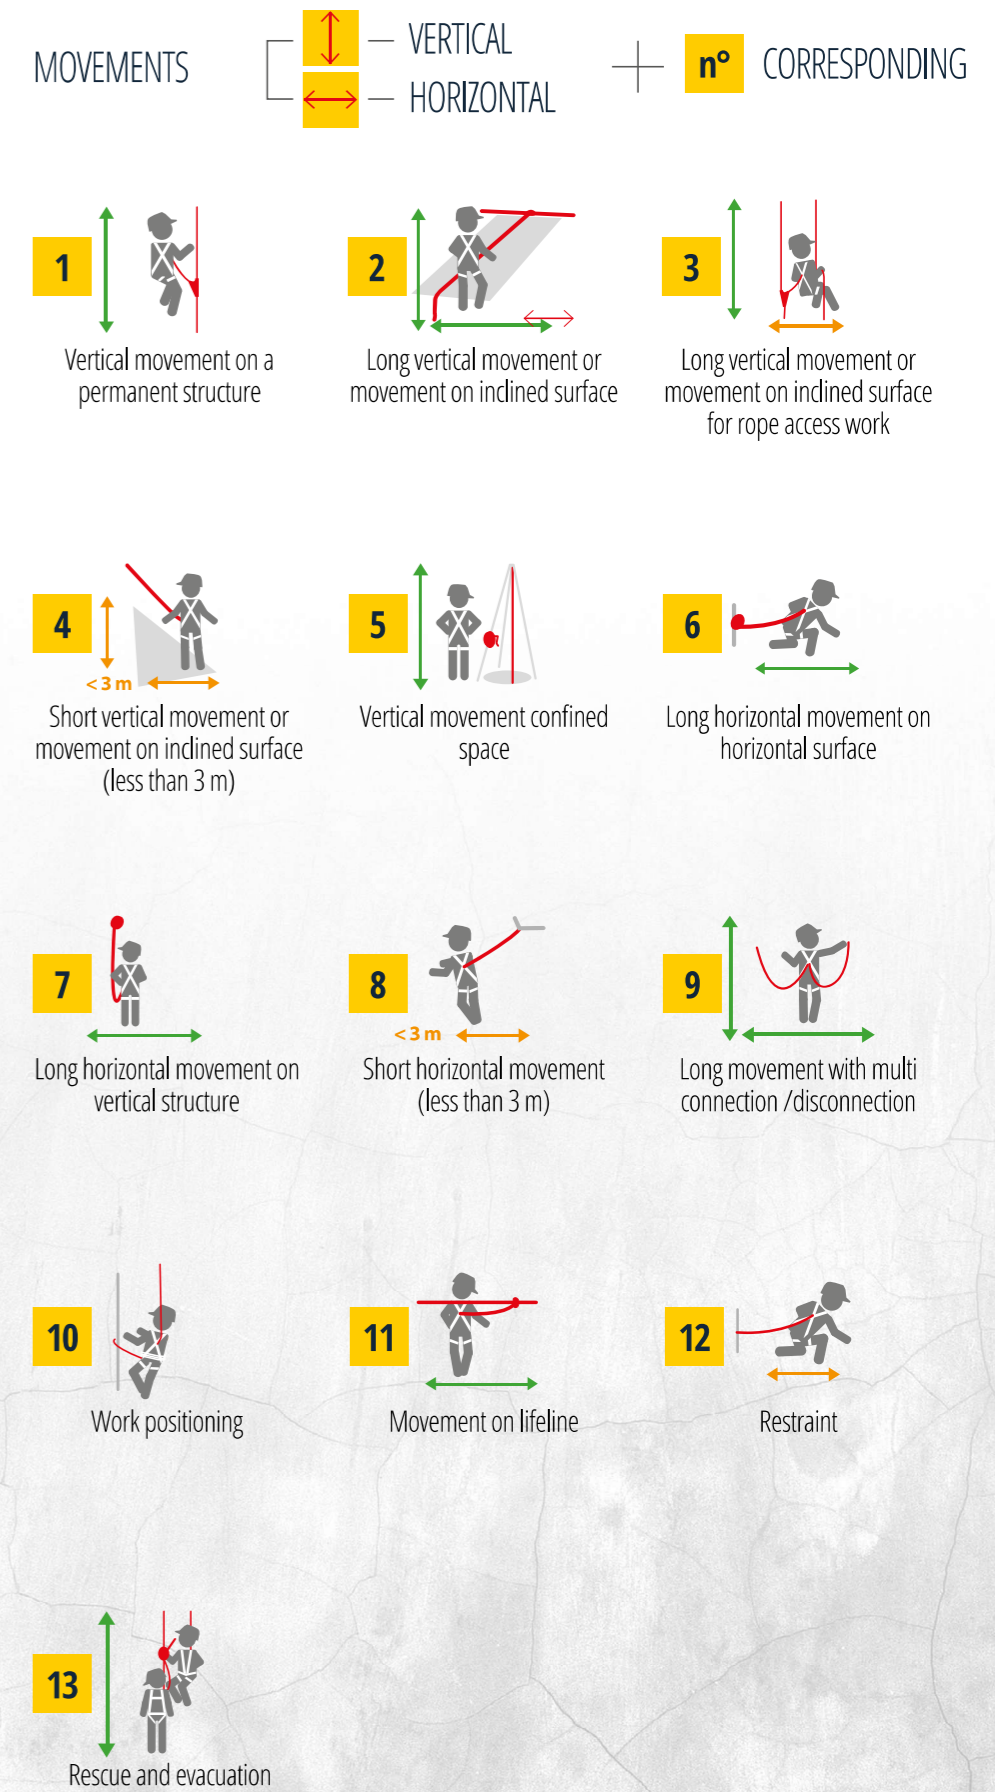 MOVEMENTS
VERTICAL
HORIZONTAL
n° CORRESPONDING
1
Vertical movement on a
permanent structure
2
Long vertical movement or
movement on inclined surface
3
Long vertical movement or
movement on inclined surface
for rope access work
4
< 3 m
Short vertical movement or
movement on inclined surface
(less than 3 m)
5
Vertical movement confined
space
6
Long horizontal movement on
horizontal surface
7
Long horizontal movement on
vertical structure
8
< 3 m
Short horizontal movement
(less than 3 m)
9
Long movement with multi
connection /disconnection
10
Work positioning
11
Movement on lifeline
12
Restraint
13
Rescue and evacuation